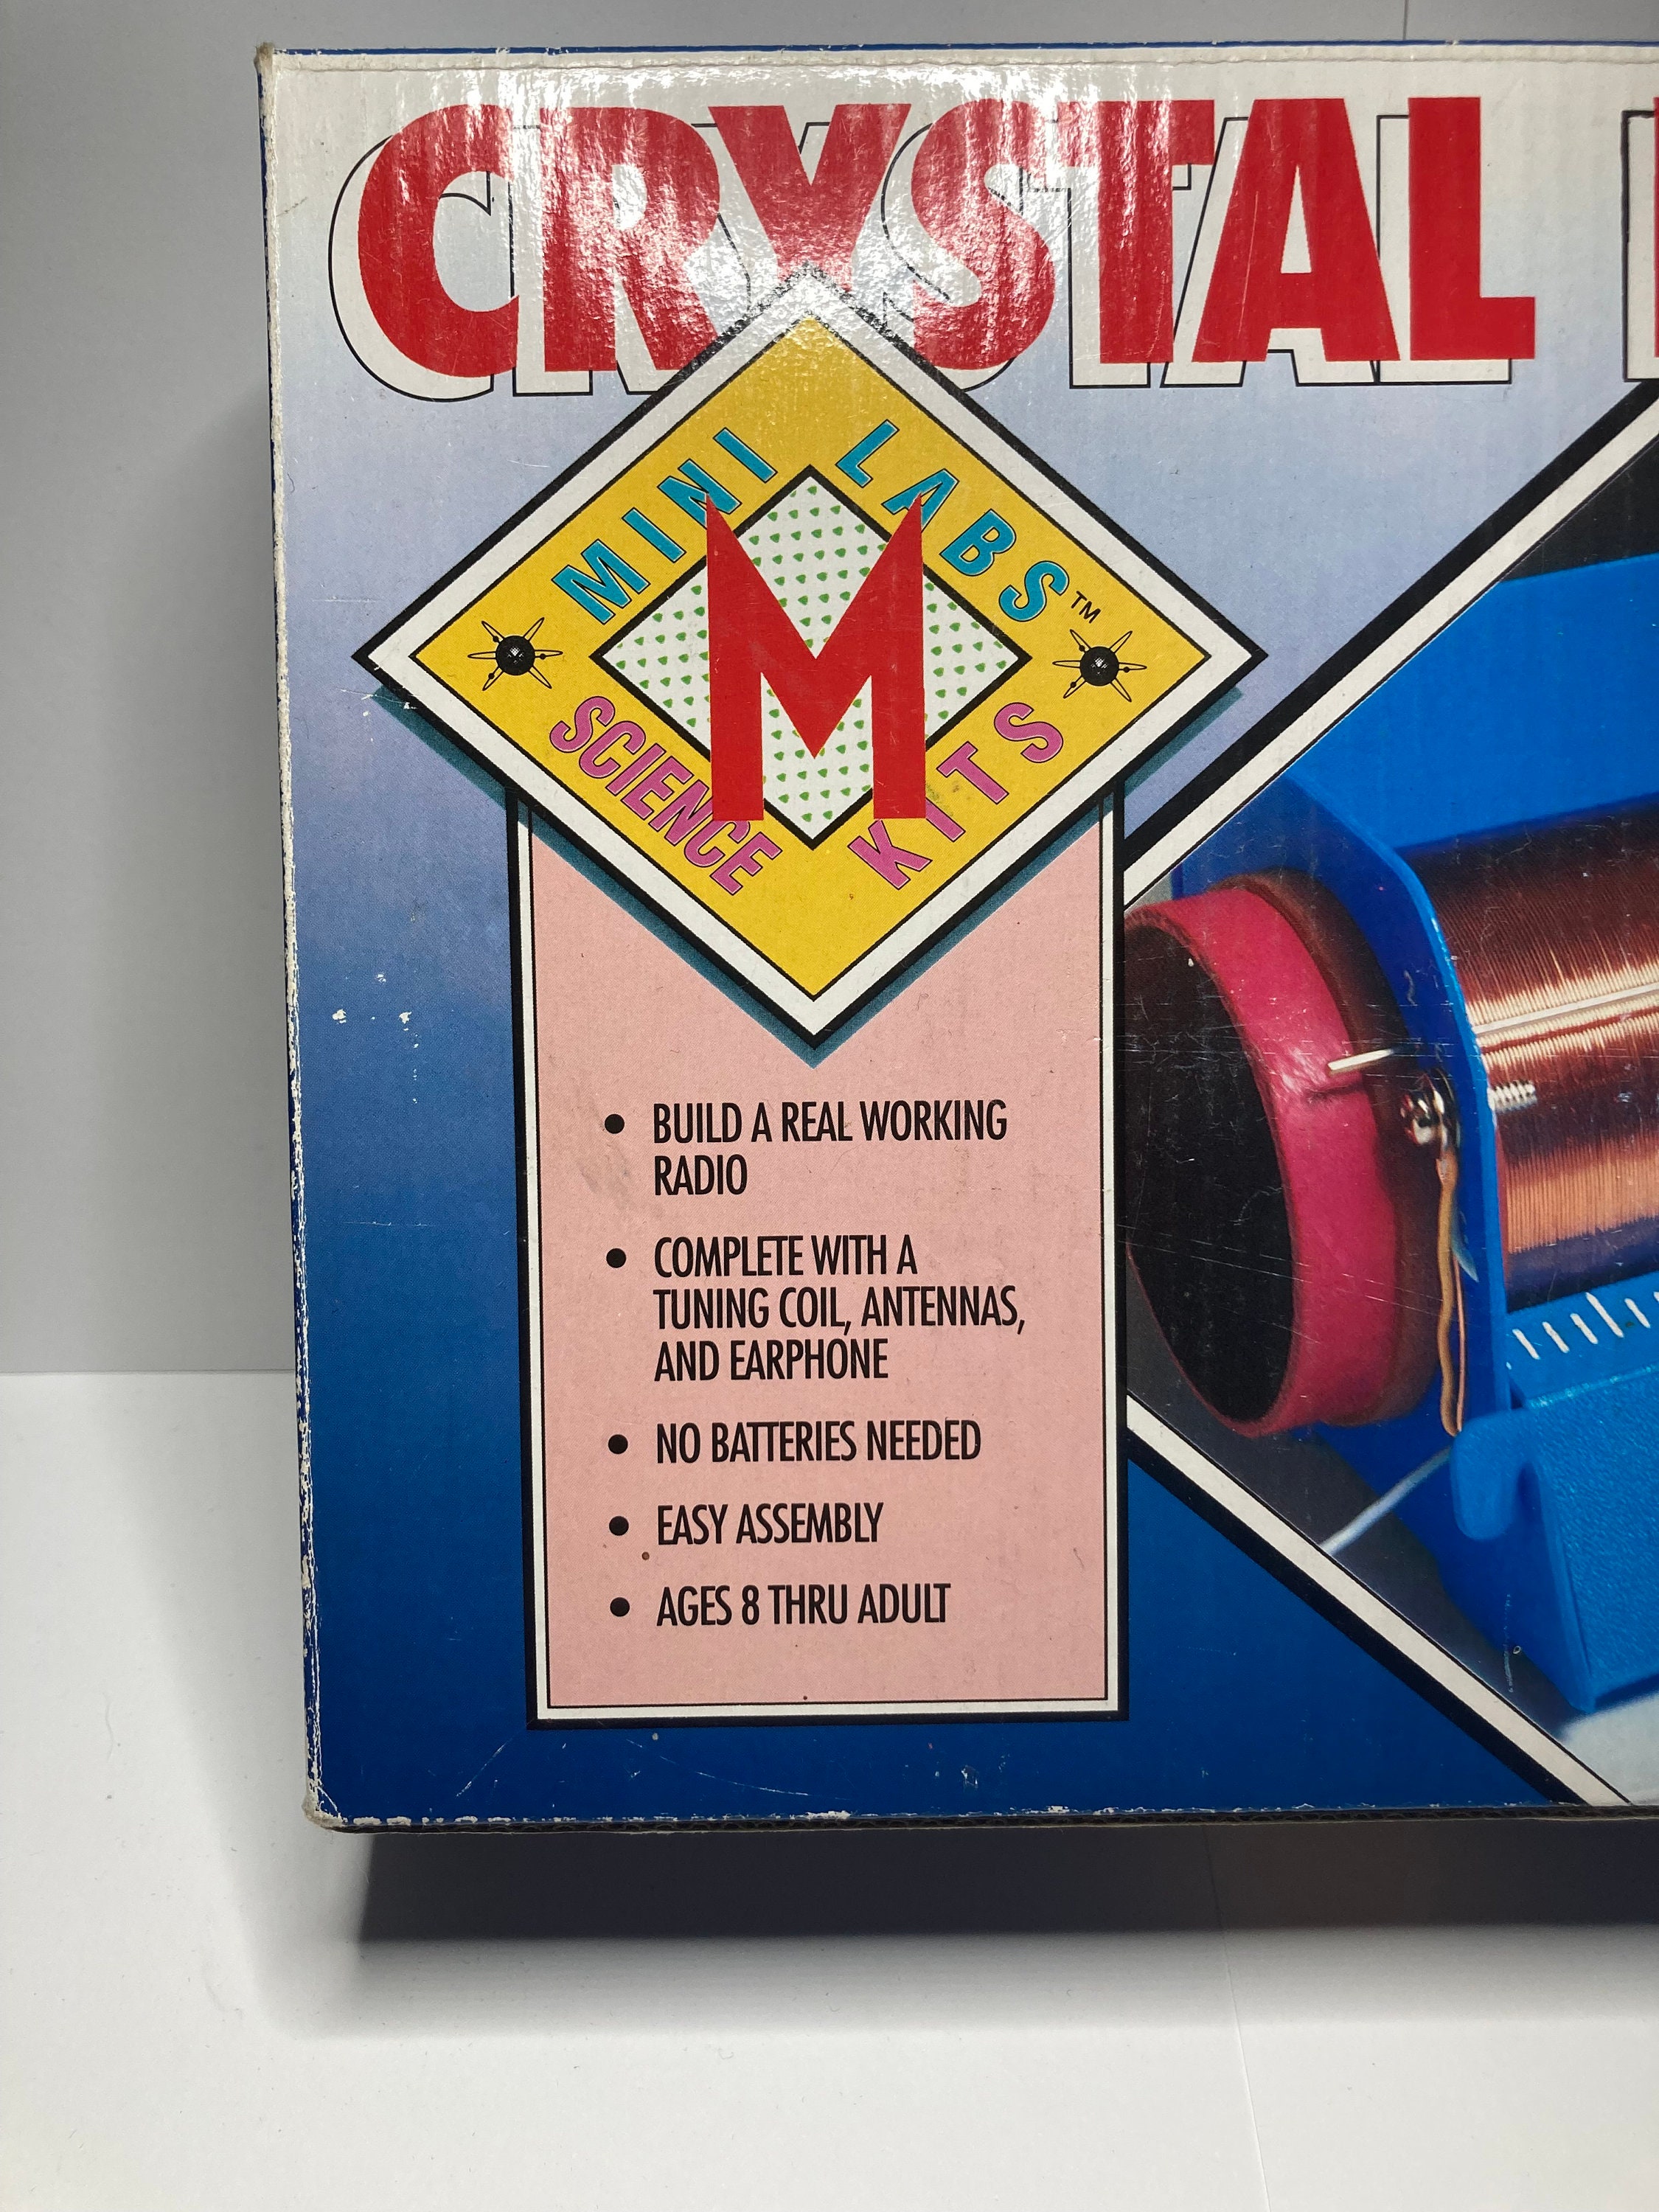 CRYSTAL
MINI LABS™
M
SCIENCE KITS
• BUILD A REAL WORKING
RADIO
• COMPLETE WITH A
TUNING COIL, ANTENNAS,
AND EARPHONE
• NO BATTERIES NEEDED
• EASY ASSEMBLY
• AGES 8 THRU ADULT